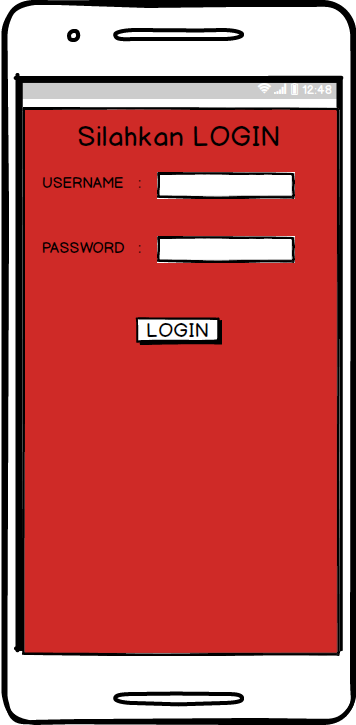 12:48
Silahkan LOGIN
USERNAME :
PASSWORD :
LOGIN